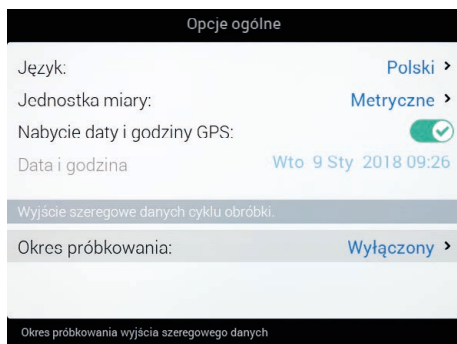 Opcje ogólne
Język: Polski
Jednostka miary: Metryczne
Nabycie daty i godziny GPS:
Data i godzina Wto 9 Sty 2018 09:26
Wyjście szeregowe danych cyklu obróbki.
Okres próbkowania: Wyłączony
Okres próbkowania wyjścia szeregowego danych